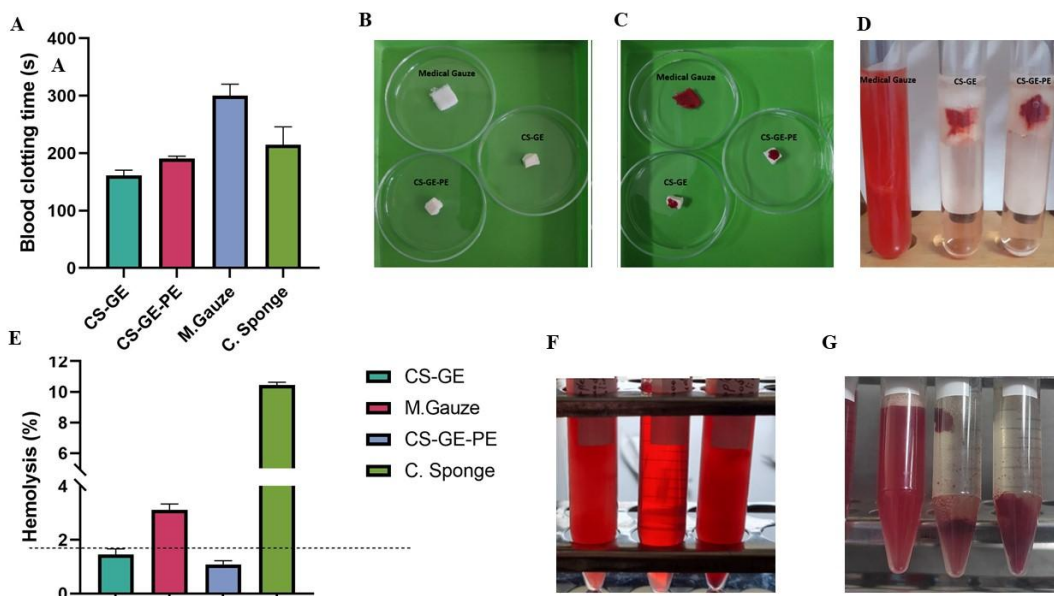 A
B
C
D
400
A
300
200
100
0
Blood clotting time (s)
CS-GE
CS-GE-PE
M.Gauze
C. Sponge
Medical Gauze
CS-GE
CS-GE-PE
Medical Gauze
CS-GE-PE
CS-GE
Medical Gauze
CS-GE
CS-GE-PE
E
F
G
12
10
8
6
4
2
0
Hemolysis (%)
CS-GE
M.Gauze
CS-GE-PE
C. Sponge